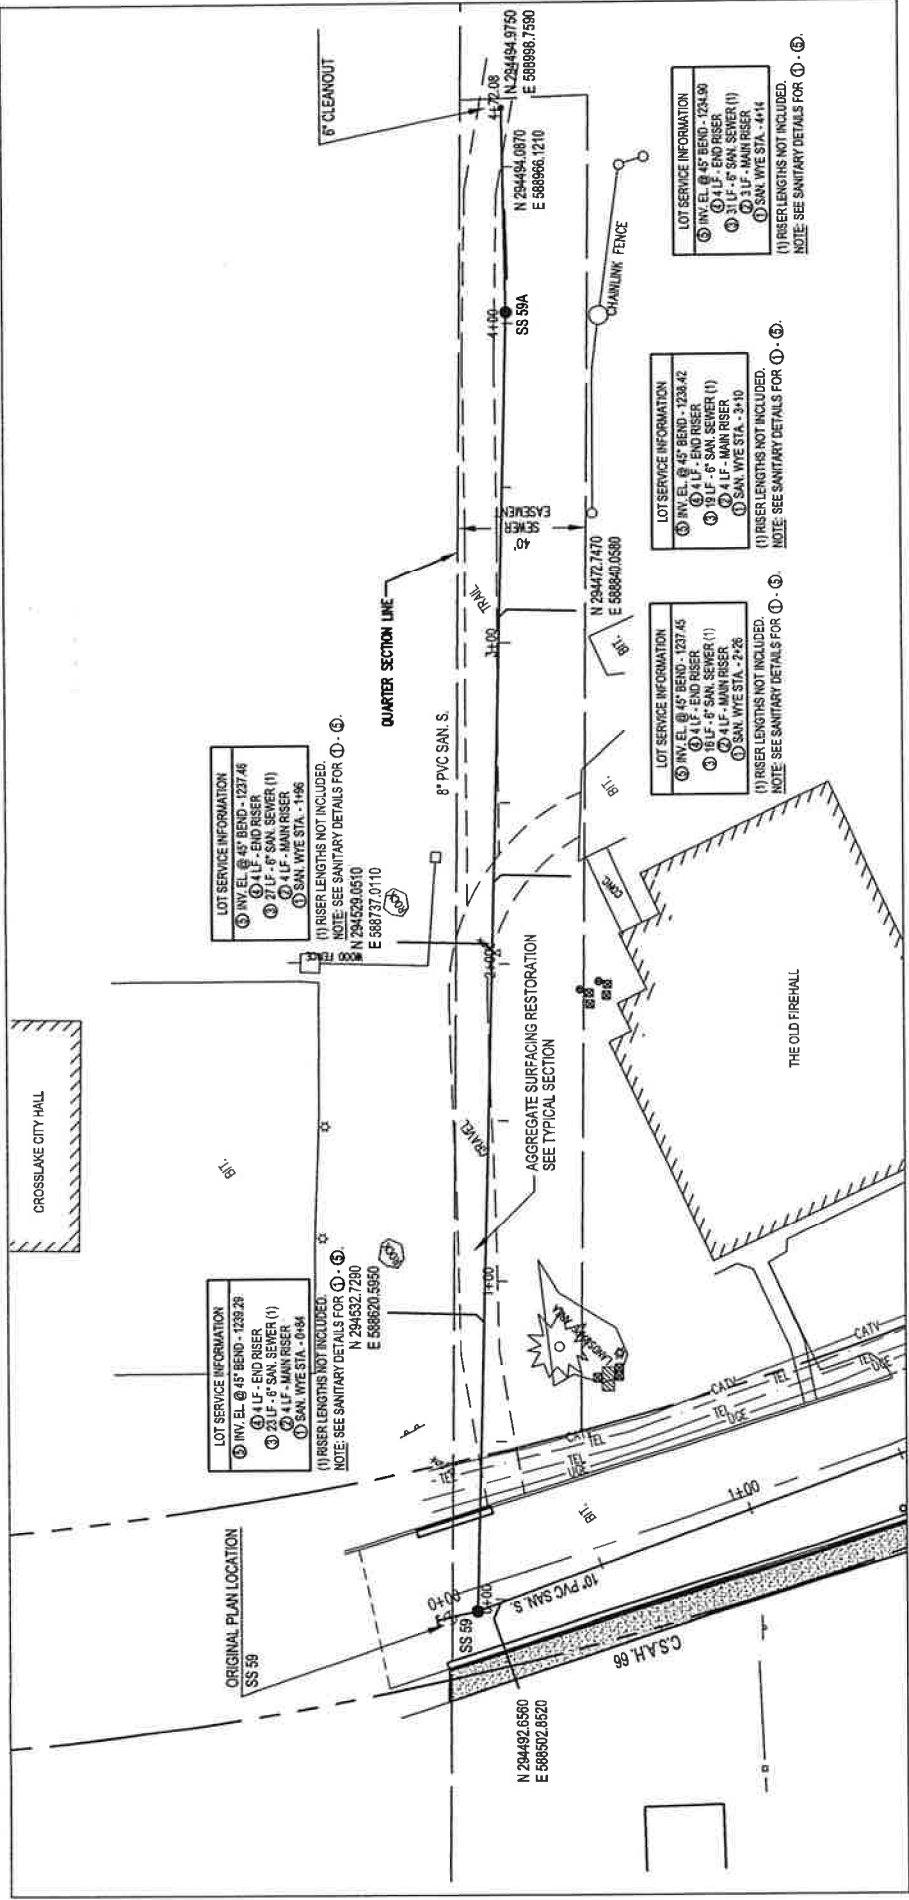 CROSSLAKE CITY HALL
BIT.
6" CLEANOUT
LOT SERVICE INFORMATION
⑤ INV. EL. @ 45° BEND - 1239.29
④ 4 LF - END RISER
③ 23 LF - 6" SAN. SEWER (1)
② 4 LF - MAIN RISER
① SAN. WYE STA. - 0+84
(1) RISER LENGTHS NOT INCLUDED.
NOTE: SEE SANITARY DETAILS FOR ① - ⑤.
N 294532.7290
E 588620.5950
ROCK
LOT SERVICE INFORMATION
⑤ INV. EL. @ 45° BEND - 1237.46
④ 4 LF - END RISER
③ 27 LF - 6" SAN. SEWER (1)
② 4 LF - MAIN RISER
① SAN. WYE STA. - 1+96
(1) RISER LENGTHS NOT INCLUDED.
NOTE: SEE SANITARY DETAILS FOR ① - ⑤.
N 294529.0510
E 588737.0110
WOOD FENCE
ROCK
ORIGINAL PLAN LOCATION
SS 59
QUARTER SECTION LINE
8" PVC SAN. S.
TRAIL
GRAVEL
0+00
0+00
1+00
2+00
3+00
4+00
4+72.08
N 294494.9750
E 588998.7590
N 294494.0870
E 588966.1210
SS 59
SS 59A
40'
SEWER
EASEMENT
AGGREGATE SURFACING RESTORATION
SEE TYPICAL SECTION
N 294492.6560
E 588502.8520
10" PVC SAN. S.
BIT.
1+00
C.S.A.H. 66
TEL
CATV
TEL
TEL
UGE
CATV
TEL
TEL
UGE
CATV
TEL
UGE
LANDSCAPE AREA
THE OLD FIREHALL
CONC.
BIT.
BIT.
N 294472.7470
E 588840.0580
CHAINLINK FENCE
LOT SERVICE INFORMATION
⑤ INV. EL. @ 45° BEND - 1237.45
④ 4 LF - END RISER
③ 16 LF - 6" SAN. SEWER (1)
② 4 LF - MAIN RISER
① SAN. WYE STA. - 2+26
(1) RISER LENGTHS NOT INCLUDED.
NOTE: SEE SANITARY DETAILS FOR ① - ⑤.
LOT SERVICE INFORMATION
⑤ INV. EL. @ 45° BEND - 1238.42
④ 4 LF - END RISER
③ 19 LF - 6" SAN. SEWER (1)
② 4 LF - MAIN RISER
① SAN. WYE STA. - 3+10
(1) RISER LENGTHS NOT INCLUDED.
NOTE: SEE SANITARY DETAILS FOR ① - ⑤.
LOT SERVICE INFORMATION
⑤ INV. EL. @ 45° BEND - 1234.90
④ 4 LF - END RISER
③ 31 LF - 6" SAN. SEWER (1)
② 3 LF - MAIN RISER
① SAN. WYE STA. - 4+14
(1) RISER LENGTHS NOT INCLUDED.
NOTE: SEE SANITARY DETAILS FOR ① - ⑤.